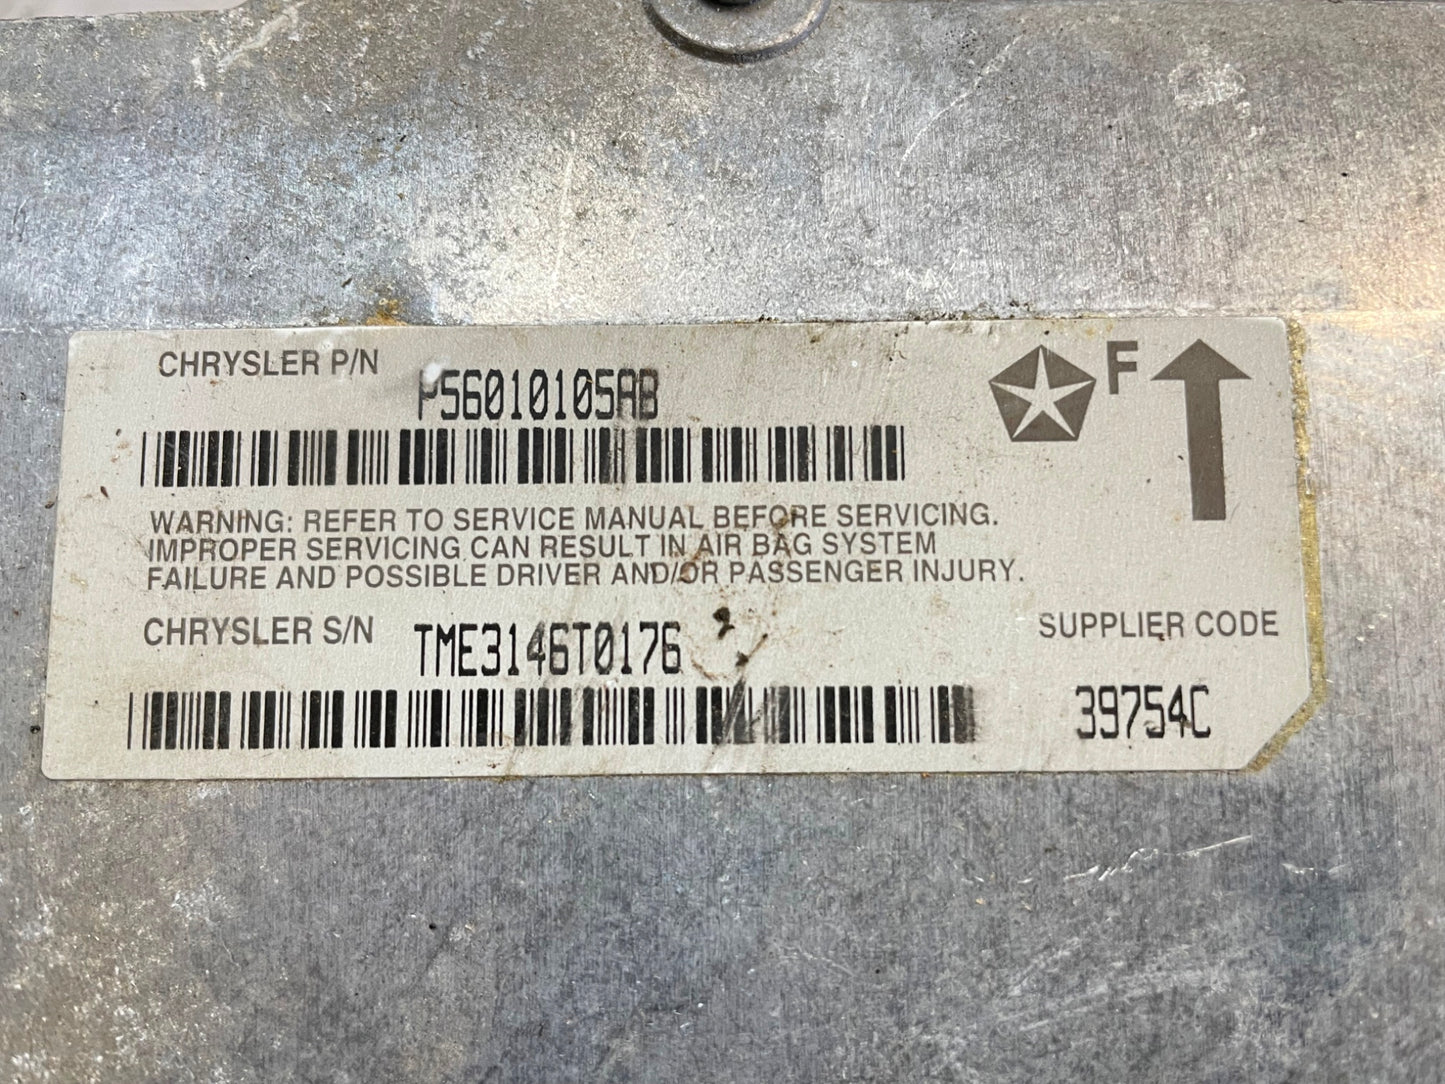 CHRYSLER P/N P56010105AB
F
WARNING: REFER TO SERVICE MANUAL BEFORE SERVICING.
IMPROPER SERVICING CAN RESULT IN AIR BAG SYSTEM
FAILURE AND POSSIBLE DRIVER AND/OR PASSENGER INJURY.
CHRYSLER S/N TME3146T0176
SUPPLIER CODE
39754C